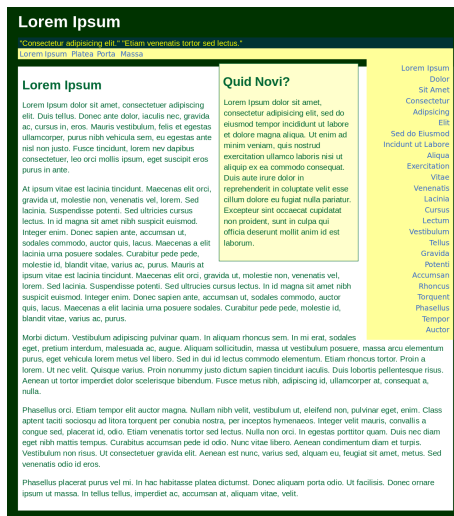 Lorem Ipsum
"Consectetur adipisicing elit." "Etiam venenatis tortor sed lectus."
Lorem Ipsum Platea Porta Massa
Lorem Ipsum
Lorem ipsum dolor sit amet, consectetuer adipiscing
elit. Duis tellus. Donec ante dolor, iaculis nec, gravida
ac, cursus in, eros. Mauris vestibulum, felis et egestas
ullamcorper, purus nibh vehicula sem, eu egestas ante
nisl non justo. Fusce tincidunt, lorem nev dapibus
consectetuer, leo orci mollis ipsum, eget suscipit eros
purus in ante.
At ipsum vitae est lacinia tincidunt. Maecenas elit orci,
gravida ut, molestie non, venenatis vel, lorem. Sed
lacinia. Suspendisse potenti. Sed ultricies cursus
lectus. In id magna sit amet nibh suspicit euismod.
Integer enim. Donec sapien ante, accumsan ut,
sodales commodo, auctor quis, lacus. Maecenas a elit
lacinia urna posuere sodales. Curabitur pede pede,
molestie id, blandit vitae, varius ac, purus. Mauris at
ipsum vitae est lacinia tincidunt. Maecenas elit orci, gravida ut, molestie non, venenatis vel,
lorem. Sed lacinia. Suspendisse potenti. Sed ultricies cursus lectus. In id magna sit amet nibh
suspicit euismod. Integer enim. Donec sapien ante, accumsan ut, sodales commodo, auctor
quis, lacus. Maecenas a elit lacinia urna posuere sodales. Curabitur pede pede, molestie id,
blandit vitae, varius ac, purus.
Morbi dictum. Vestibulum adipiscing pulvinar quam. In aliquam rhoncus sem. In mi erat, sodales
eget, pretium interdum, malesuada ac, augue. Aliquam sollicitudin, massa ut vestibulum posuere, massa arcu elementum
purus, eget vehicula lorem metus vel libero. Sed in dui id lectus commodo elementum. Etiam rhoncus tortor. Proin a
lorem. Ut nec velit. Quisque varius. Proin nonummy justo dictum sapien tincidunt iaculis. Duis lobortis pellentesque risus.
Aenean ut tortor imperdiet dolor scelerisque bibendum. Fusce metus nibh, adipiscing id, ullamcorper at, consequat a,
nulla.
Phasellus orci. Etiam tempor elit auctor magna. Nullam nibh velit, vestibulum ut, eleifend non, pulvinar eget, enim. Class
aptent taciti sociosqu ad litora torquent per conubia nostra, per inceptos hymenaeos. Integer velit mauris, convallis a
congue sed, placerat id, odio. Etiam venenatis tortor sed lectus. Nulla non orci. In egestas porttitor quam. Duis nec diam
eget nibh mattis tempus. Curabitus accumsan pede id odio. Nunc vitae libero. Aenean condimentum diam et turpis.
Vestibulum non risus. Ut consectetuer gravida elit. Aenean est nunc, varius sed, alquam eu, feugiat sit amet, metus. Sed
venenatis odio id eros.
Phasellus placerat purus vel mi. In hac habitasse platea dictumst. Donec aliquam porta odio. Ut facilisis. Donec ornare
ipsum ut massa. In tellus tellus, imperdiet ac, accumsan at, aliquam vitae, velit.
Quid Novi?
Lorem ipsum dolor sit amet,
consectetur adipisicing elit, sed do
eiusmod tempor incididunt ut labore
et dolore magna aliqua. Ut enim ad
minim veniam, quis nostrud
exercitation ullamco laboris nisi ut
aliquip ex ea commodo consequat.
Duis aute irure dolor in
reprehenderit in coluptate velit esse
cillum dolore eu fugiat nulla pariatur.
Excepteur sint occaecat cupidatat
non proident, sunt in culpa qui
officia deserunt mollit anim id est
laborum.
Lorem Ipsum
Dolor
Sit Amet
Consectetur
Adipisicing
Elit
Sed do Eiusmod
Incidunt ut Labore
Aliqua
Exercitation
Vitae
Venenatis
Lacinia
Cursus
Lectum
Vestibulum
Tellus
Gravida
Potenti
Accumsan
Rhoncus
Torquent
Phasellus
Tempor
Auctor